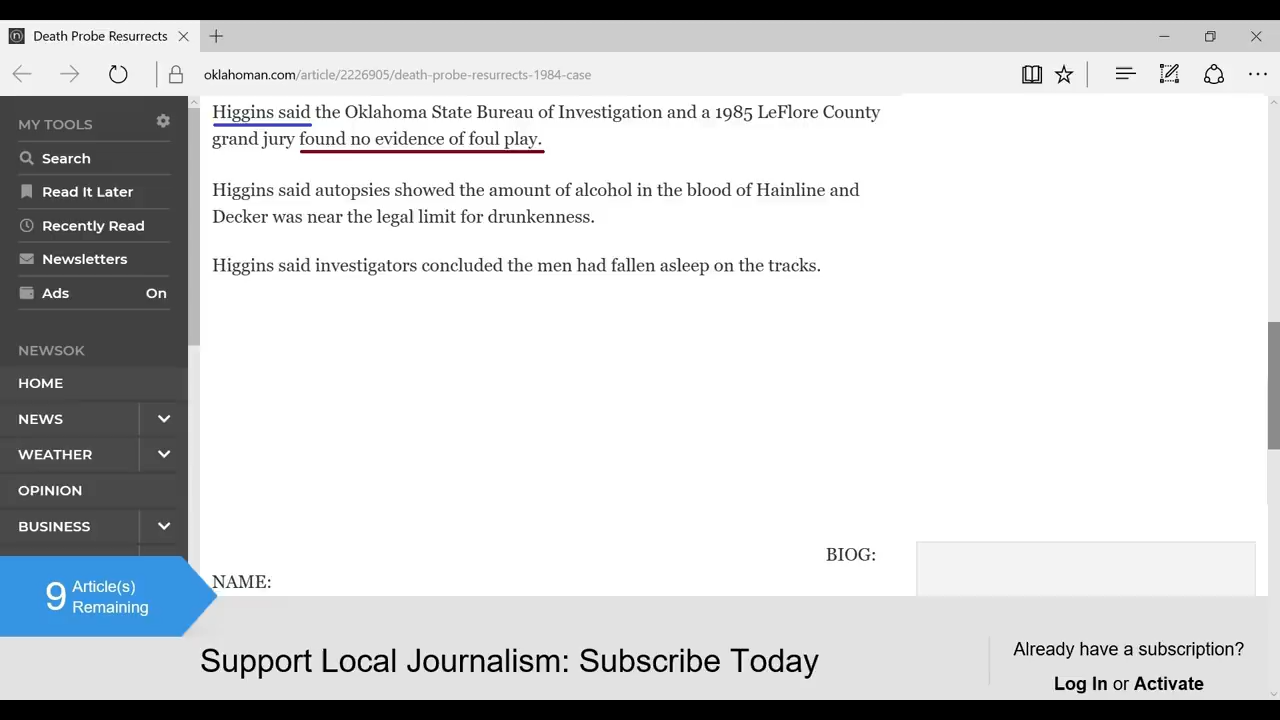 Death Probe Resurrects
oklahoman.com/article/2226905/death-probe-resurrects-1984-case
MY TOOLS
Search
Read It Later
Recently Read
Newsletters
Ads On
NEWSOK
HOME
NEWS
WEATHER
OPINION
BUSINESS
9 Article(s)
Remaining
Higgins said the Oklahoma State Bureau of Investigation and a 1985 LeFlore County
grand jury found no evidence of foul play.
Higgins said autopsies showed the amount of alcohol in the blood of Hainline and
Decker was near the legal limit for drunkenness.
Higgins said investigators concluded the men had fallen asleep on the tracks.
BIOG:
NAME:
Support Local Journalism: Subscribe Today
Already have a subscription?
Log In or Activate